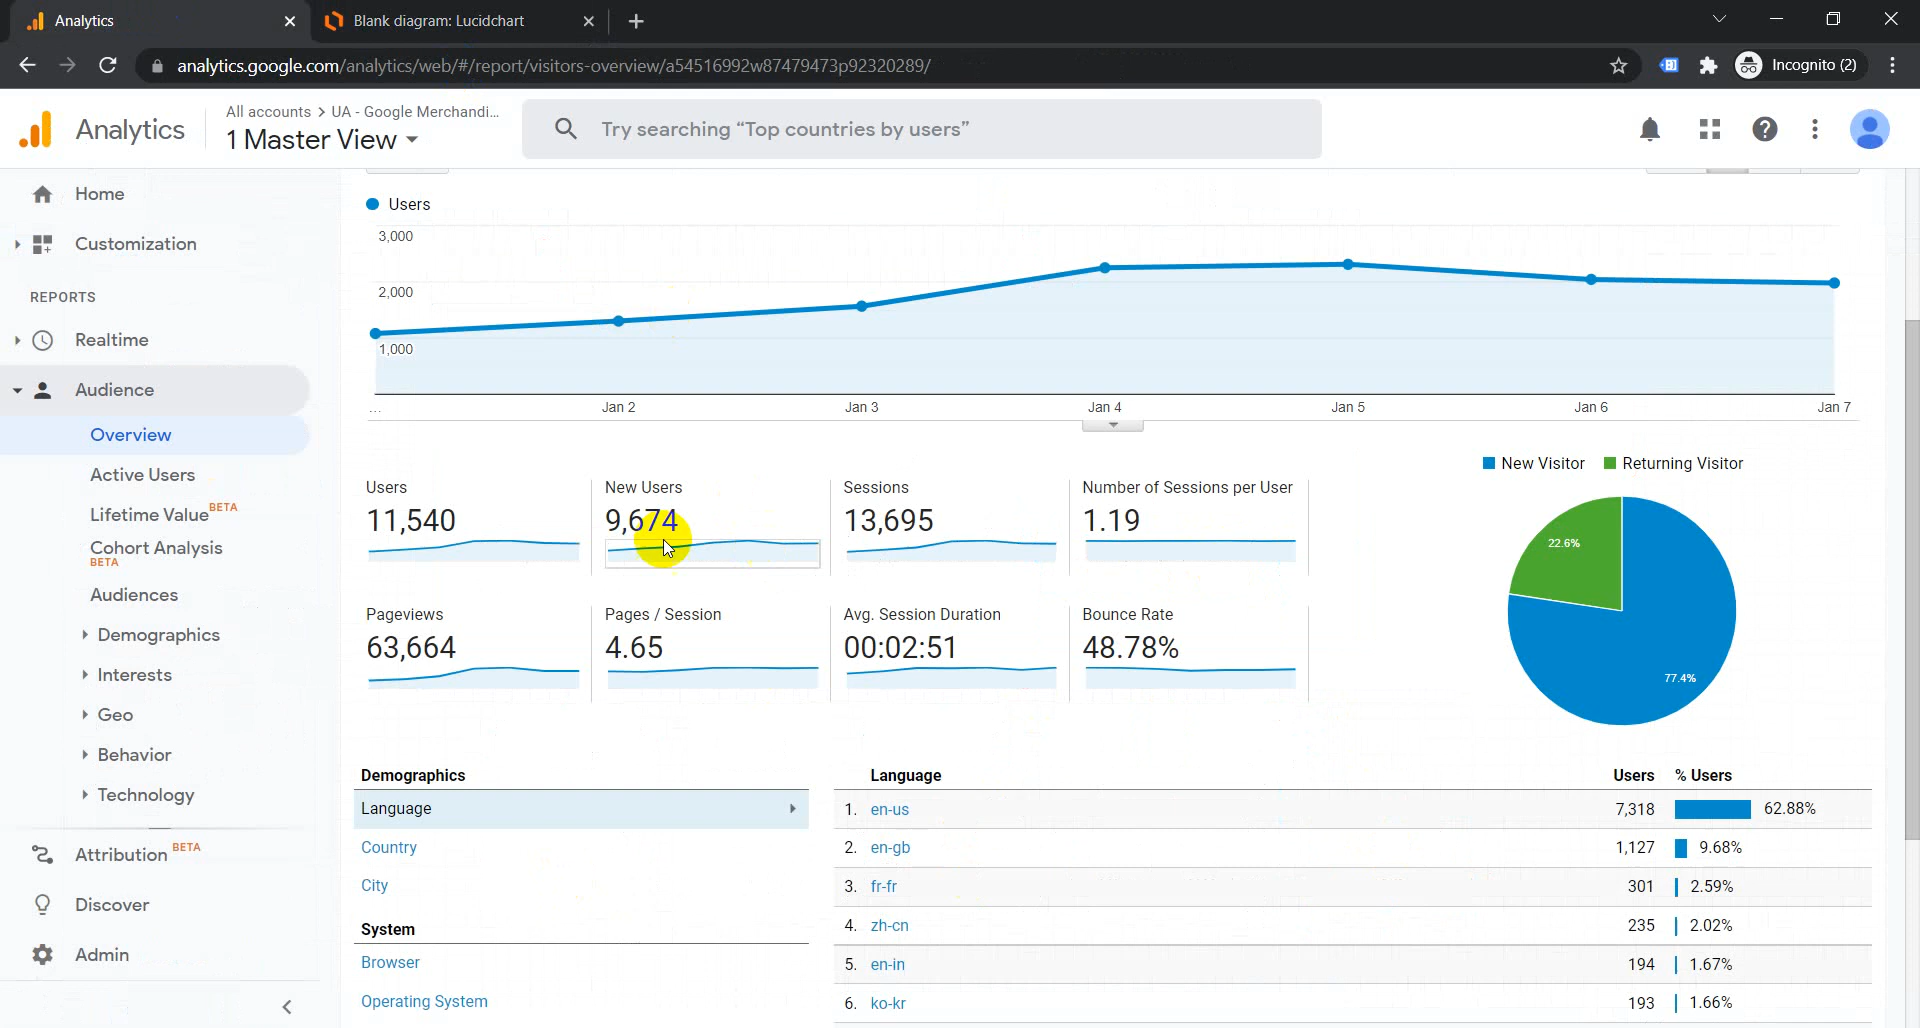 Analytics
Blank diagram: Lucidchart
analytics.google.com/analytics/web/#/report/visitors-overview/a54516992w87479473p92320289/
Incognito (2)
Analytics
All accounts > UA - Google Merchandi...
1 Master View
Try searching “Top countries by users”
Home
Customization
REPORTS
Realtime
Audience
Overview
Active Users
Lifetime Value BETA
Cohort Analysis
BETA
Audiences
Demographics
Interests
Geo
Behavior
Technology
Attribution BETA
Discover
Admin
Users
3,000
2,000
1,000
... Jan 2 Jan 3 Jan 4 Jan 5 Jan 6 Jan 7
New Visitor Returning Visitor
Users
11,540
New Users
9,674
Sessions
13,695
Number of Sessions per User
1.19
Pageviews
63,664
Pages / Session
4.65
Avg. Session Duration
00:02:51
Bounce Rate
48.78%
22.6%
77.4%
Demographics
Language
Country
City
System
Browser
Operating System
Language Users % Users
1. en-us 7,318 62.88%
2. en-gb 1,127 9.68%
3. fr-fr 301 2.59%
4. zh-cn 235 2.02%
5. en-in 194 1.67%
6. ko-kr 193 1.66%